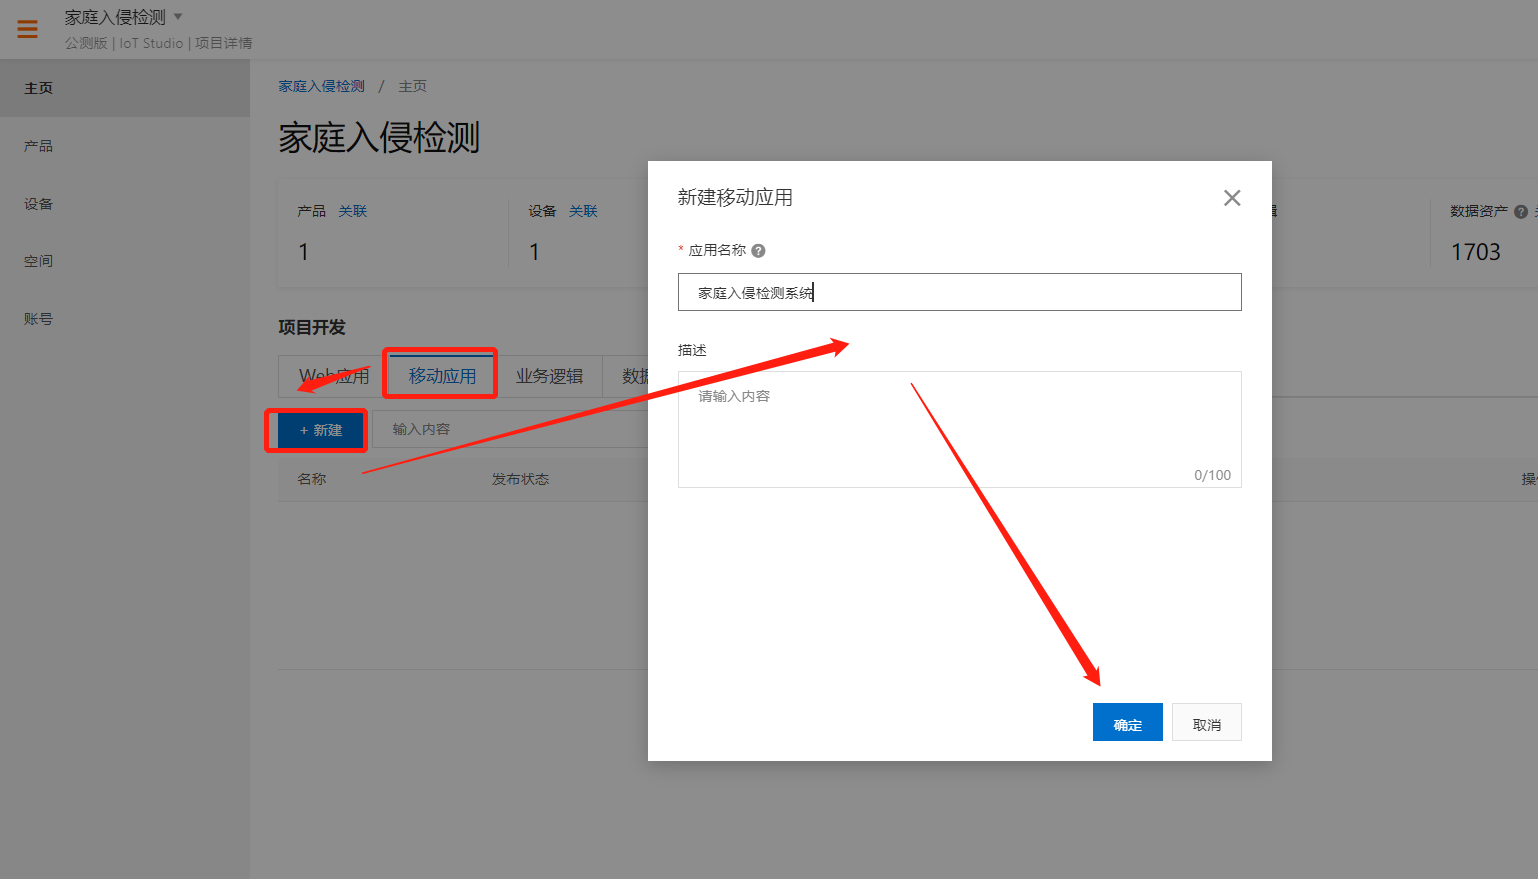 家庭入侵检测
公测版 | IoT Studio | 项目详情
主页
产品
设备
空间
账号
家庭入侵检测 / 主页
家庭入侵检测
产品 关联
1
设备 关联
1
数据资产
1703
项目开发
Web应用
移动应用
业务逻辑
+ 新建
输入内容
名称
发布状态
新建移动应用
* 应用名称
家庭入侵检测系统
描述
请输入内容
0/100
确定
取消